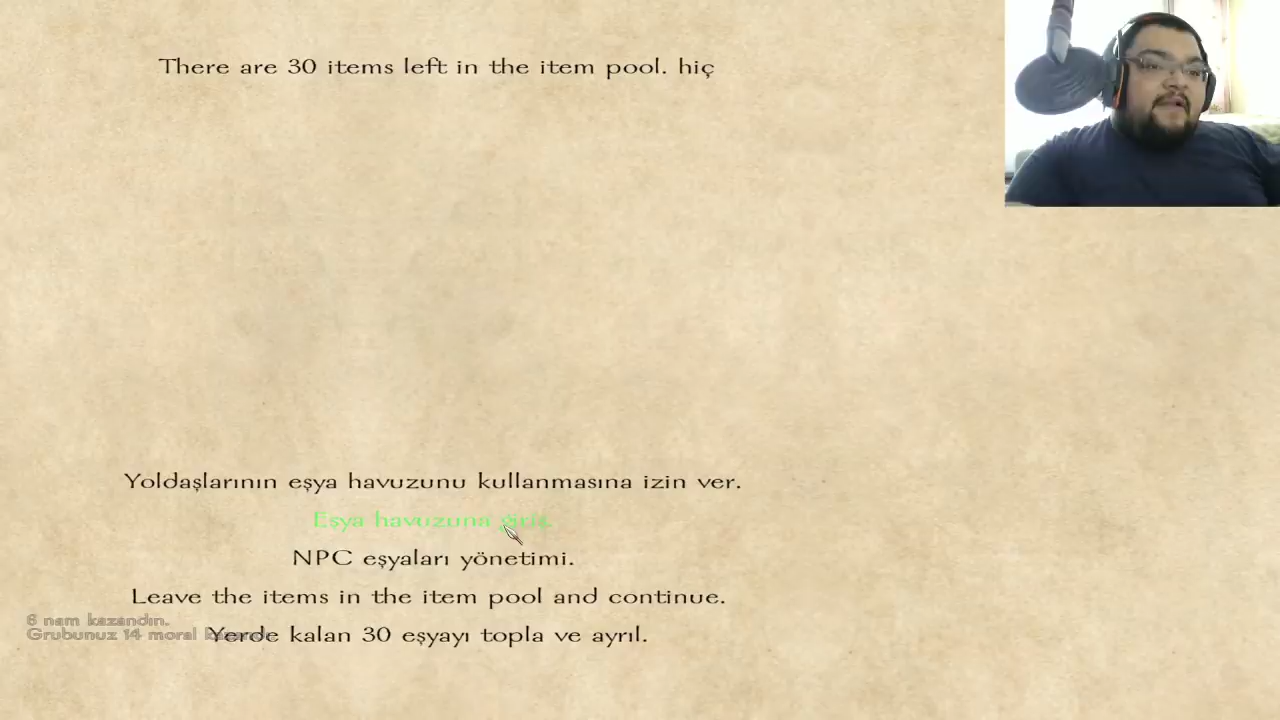 There are 30 items left in the item pool. hiç
Yoldaşlarının eşya havuzunu kullanmasına izin ver.
Eşya havuzuna giriş.
NPC eşyaları yönetimi.
Leave the items in the item pool and continue.
6 nam kazandın.
Grubunuz 14 moral
Yerde kalan 30 eşyayı topla ve ayrıl.